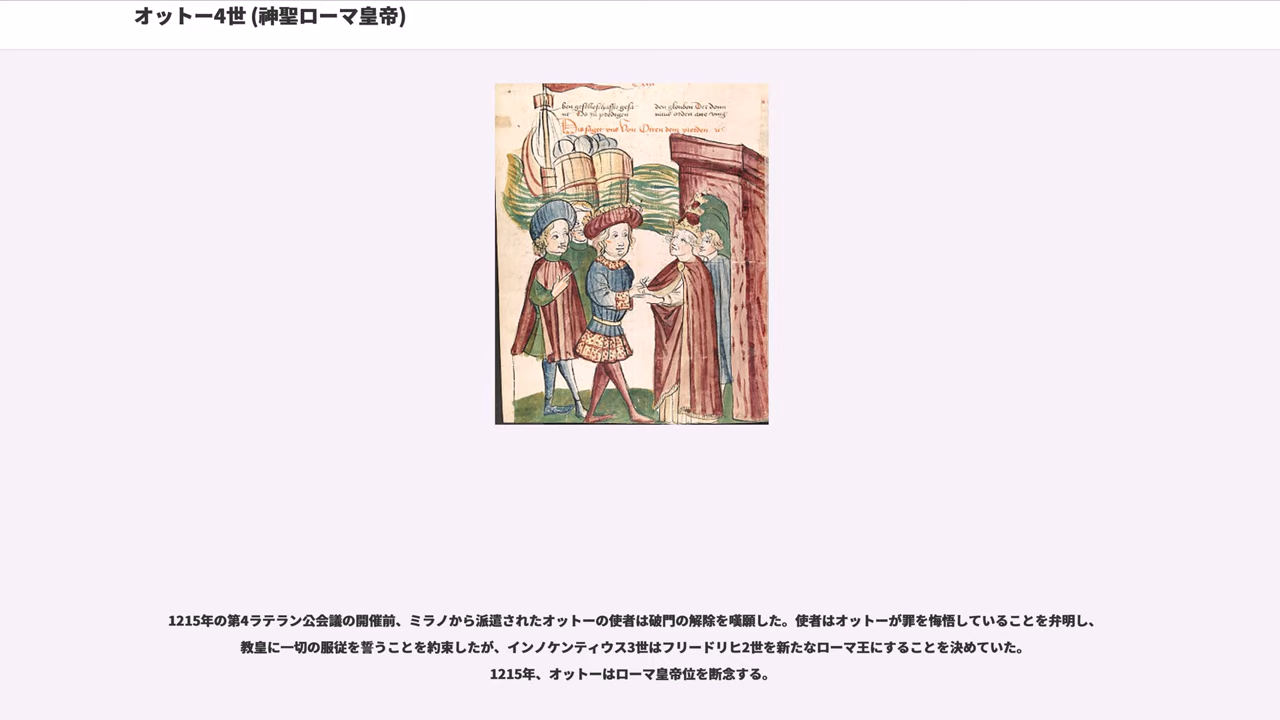 オットー4世 (神聖ローマ皇帝)
1215年の第4ラテラン公会議の開催前、ミラノから派遣されたオットーの使者は破門の解除を嘆願した。使者はオットーが罪を悔悟していることを弁明し、
教皇に一切の服従を誓うことを約束したが、インノケンティウス3世はフリードリヒ2世を新たなローマ王にすることを決めていた。
1215年、オットーはローマ皇帝位を断念する。